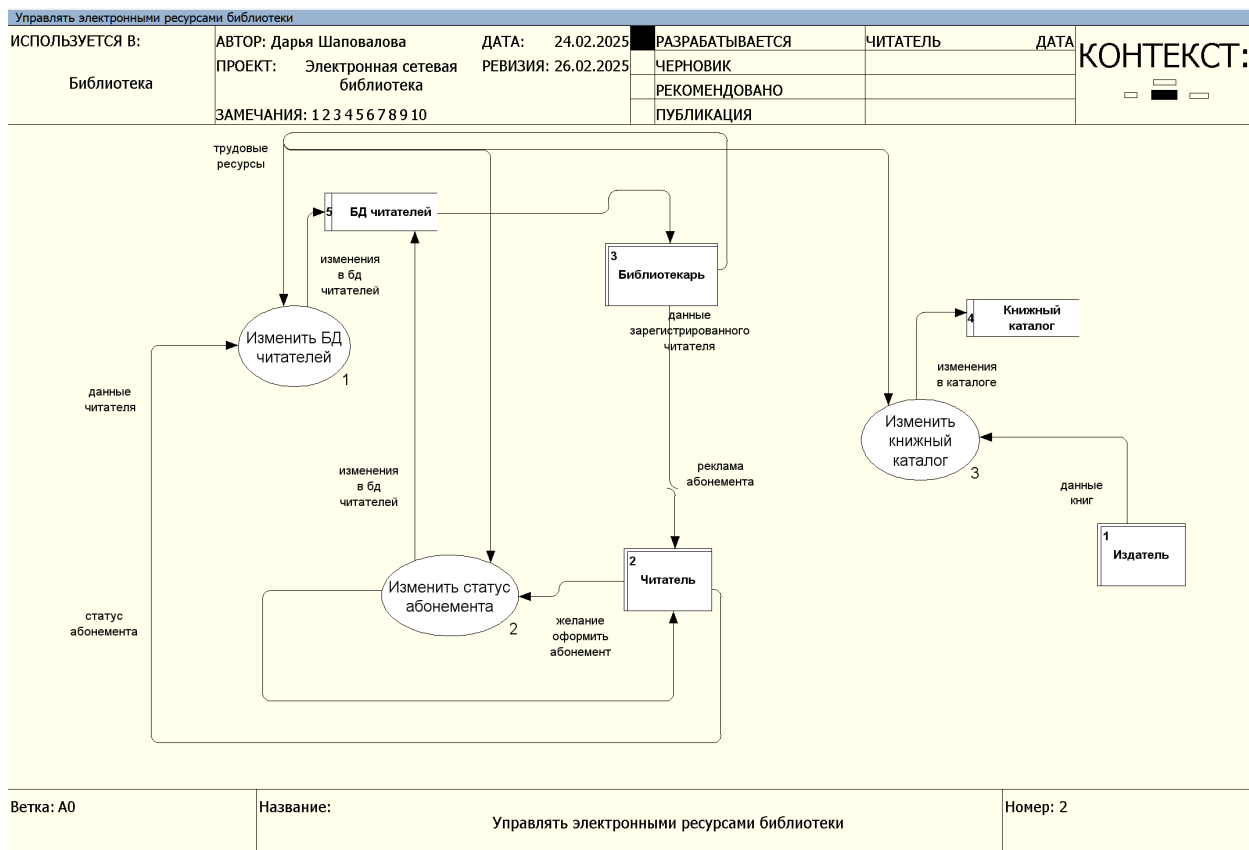 Управлять электронными ресурсами библиотеки
ИСПОЛЬЗУЕТСЯ В:
Библиотека
АВТОР: Дарья Шаповалова
ДАТА: 24.02.2025
ПРОЕКТ: Электронная сетевая
библиотека
РЕВИЗИЯ: 26.02.2025
ЗАМЕЧАНИЯ: 1 2 3 4 5 6 7 8 9 10
РАЗРАБАТЫВАЕТСЯ
ЧЕРНОВИК
РЕКОМЕНДОВАНО
ПУБЛИКАЦИЯ
ЧИТАТЕЛЬ ДАТА
КОНТЕКСТ:
трудовые
ресурсы
5 БД читателей
изменения
в бд
читателей
3
Библиотекарь
данные
зарегистрированного
читателя
4
Книжный
каталог
Изменить БД
читателей
1
изменения
в каталоге
данные
читателя
Изменить
книжный
каталог
3
изменения
в бд
читателей
реклама
абонемента
данные
книг
1
Издатель
2
Читатель
Изменить статус
абонемента
2
желание
оформить
абонемент
статус
абонемента
Ветка: A0
Название:
Управлять электронными ресурсами библиотеки
Номер: 2